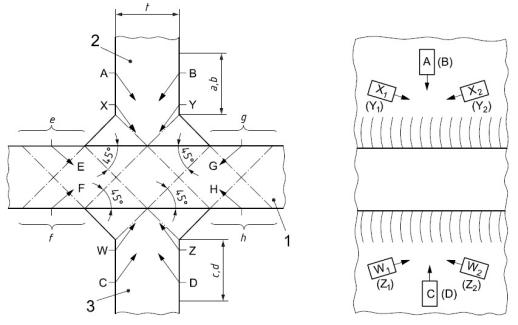 t
2
A
B
a,b
A (B)
X
Y
X1
X2
(Y1)
(Y2)
e
g
45°
45°
E
G
F
45°
45°
H
1
f
h
W
Z
W1
W2
(Z1)
(Z2)
C
D
c,d
C (D)
3